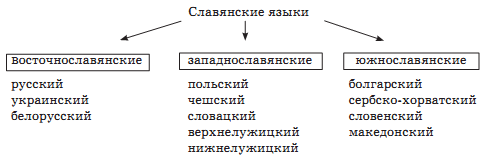 Славянские языки
восточнославянские
русский
украинский
белорусский
западнославянские
польский
чешский
словацкий
верхнелужицкий
нижнелужицкий
южнославянские
болгарский
сербско-хорватский
словенский
македонский